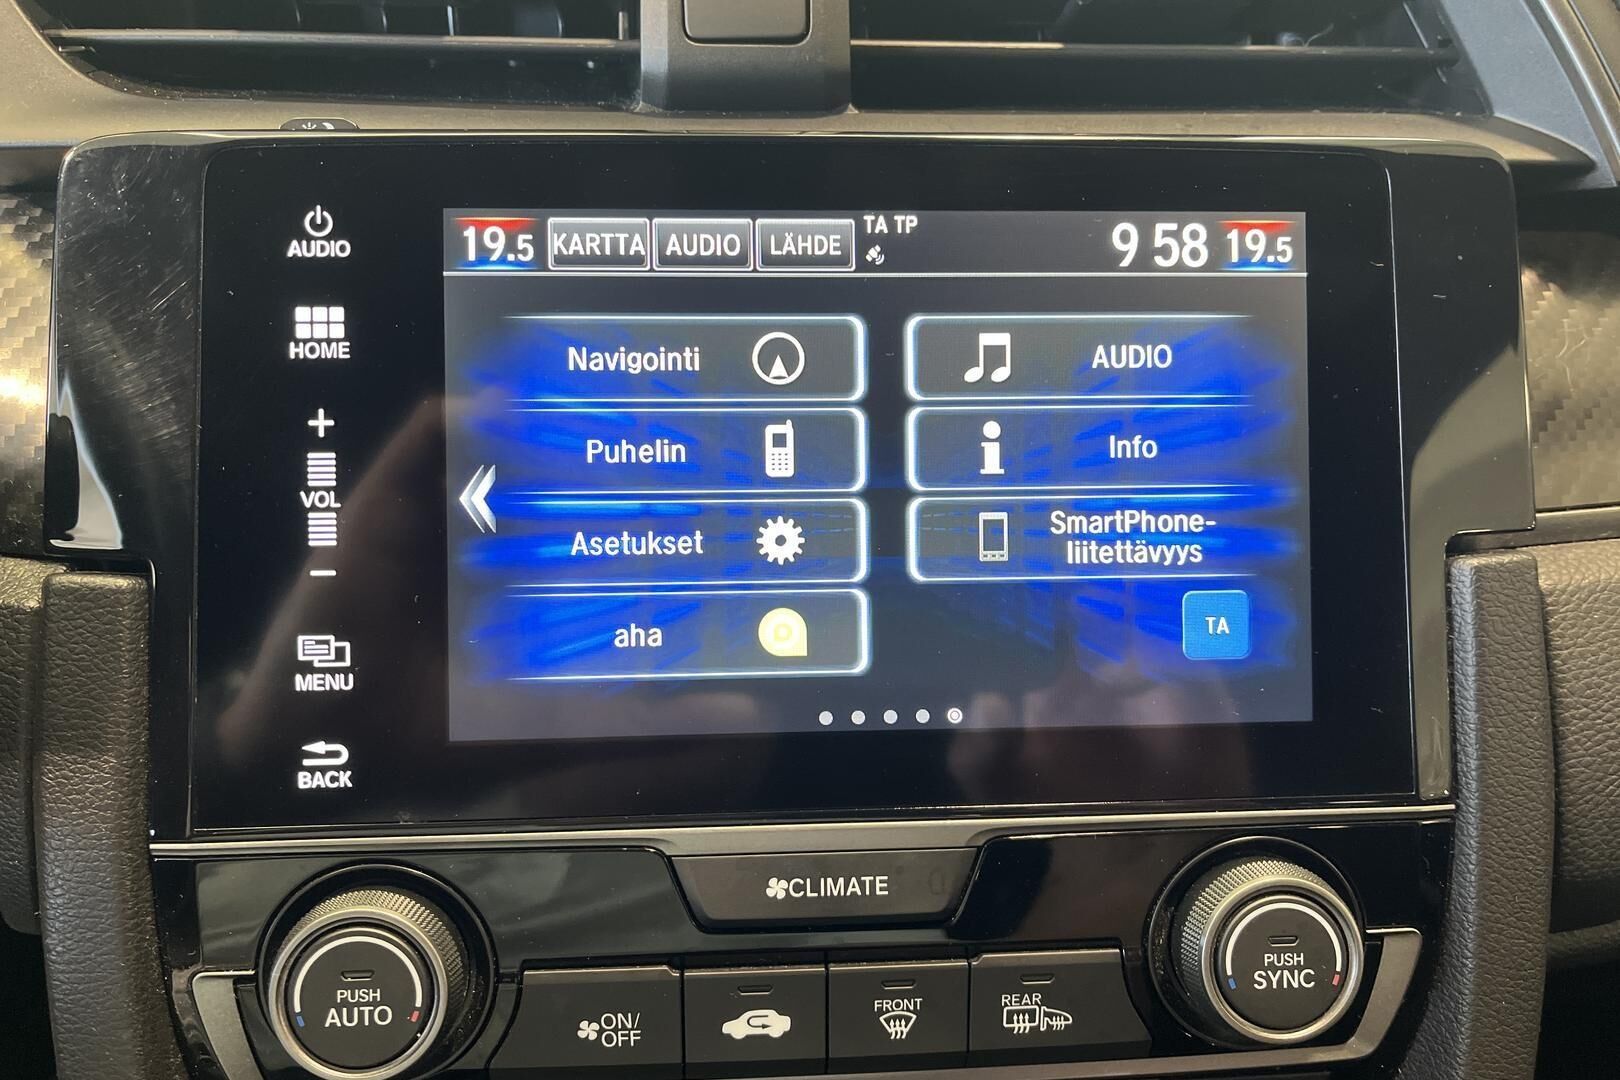 AUDIO
HOME
+
VOL
−
MENU
BACK
19.5 KARTTA AUDIO LÄHDE TA TP 9 58 19.5
Navigointi
AUDIO
Puhelin
Info
Asetukset
SmartPhone-
liitettävyys
aha
TA
CLIMATE
PUSH
AUTO
ON/
OFF
FRONT
REAR
PUSH
SYNC